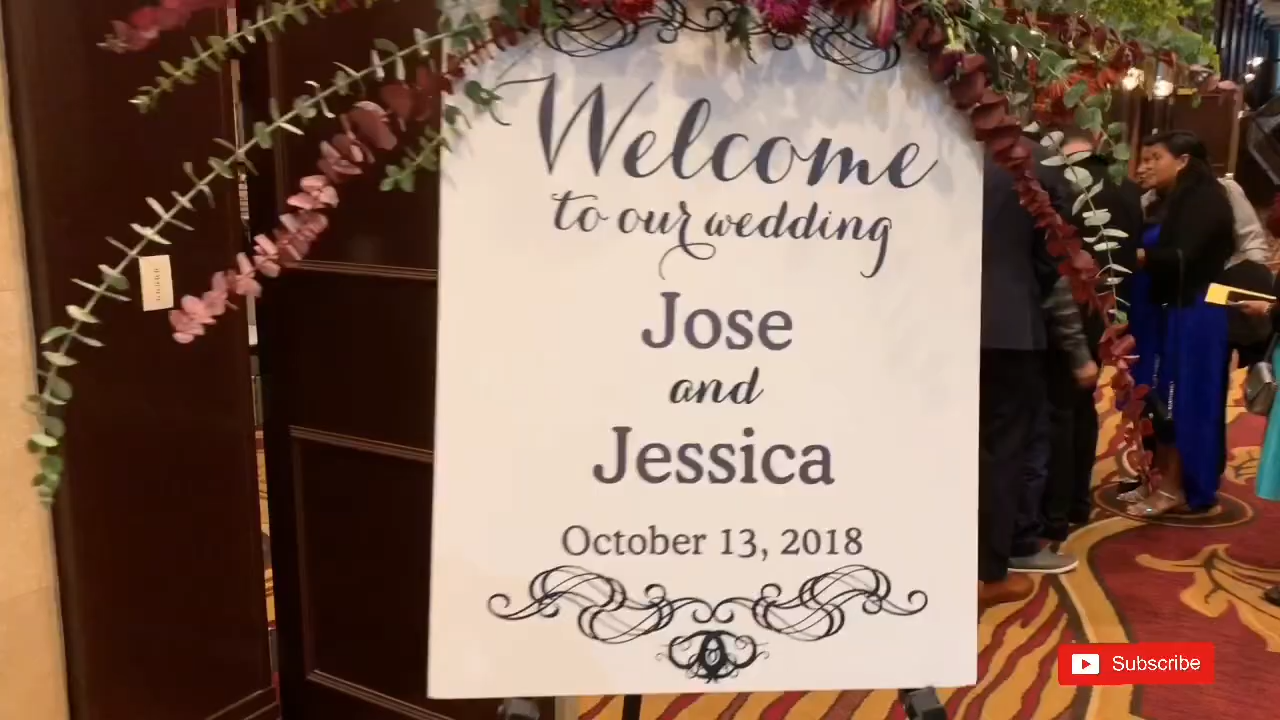 Welcome
to our wedding
Jose
and
Jessica
October 13, 2018
Subscribe